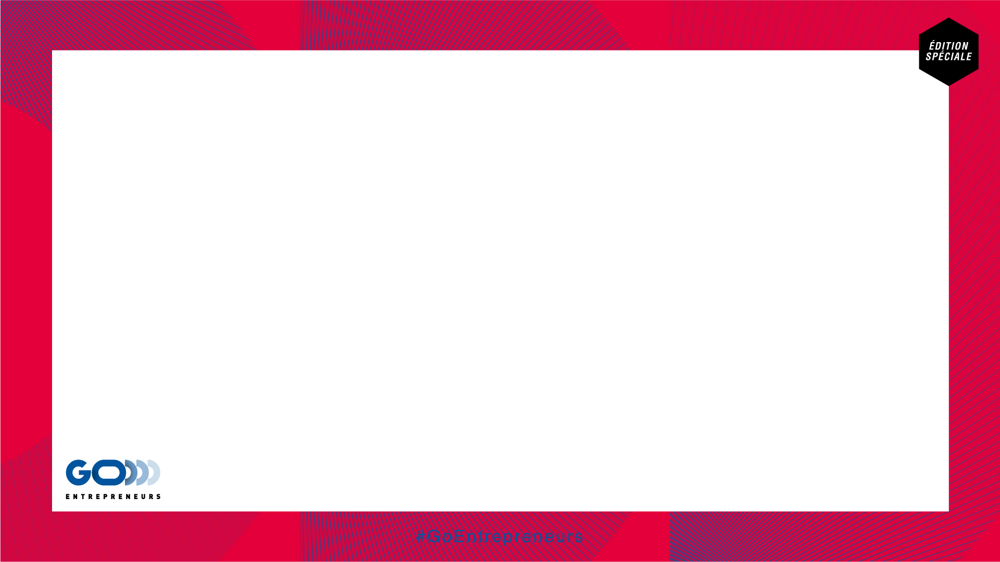 ÉDITION
SPÉCIALE
GO
ENTREPRENEURS
#GoEntrepreneurs